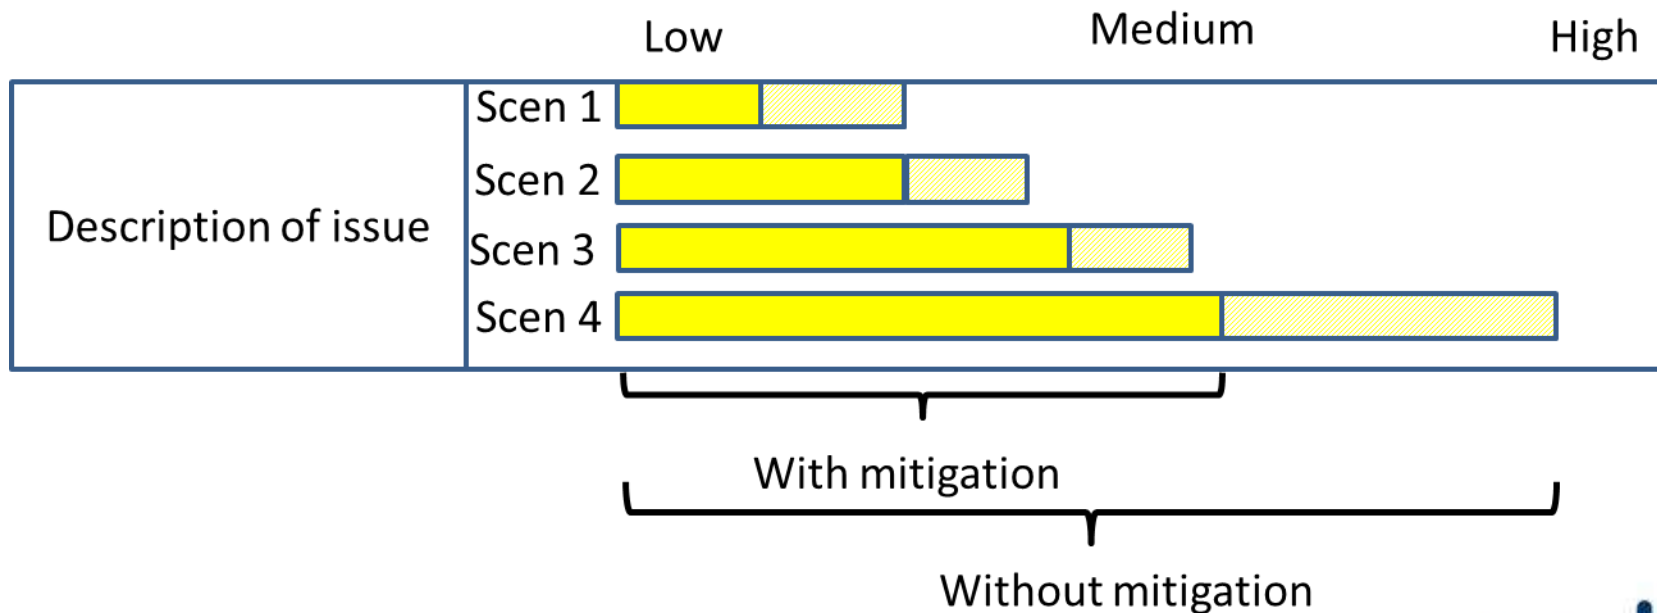 Low Medium High
Scen 1
Scen 2
Description of issue
Scen 3
Scen 4
With mitigation
Without mitigation